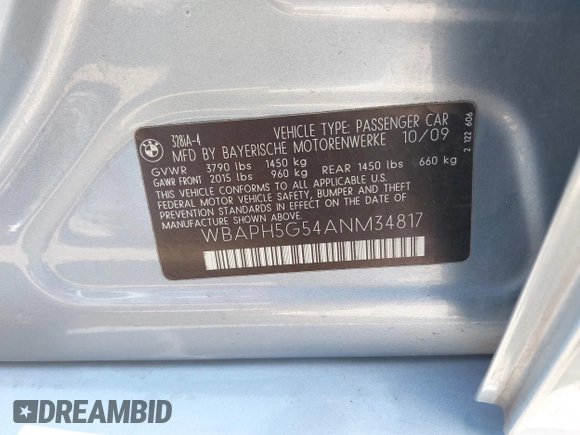 BMW
328iA-4 VEHICLE TYPE: PASSENGER CAR
MFD BY BAYERISCHE MOTORENWERKE 10/09
GVWR 3790 lbs 1450 kg
GAWR FRONT 2015 lbs 960 kg REAR 1450 lbs 660 kg
THIS VEHICLE CONFORMS TO ALL APPLICABLE
FEDERAL MOTOR VEHICLE SAFETY, BUMPER AND THEFT
PREVENTION STANDARDS IN EFFECT ON THE DATE OF
MANUFACTURE SHOWN ABOVE:
WBAPH5G54ANM34817
2 122 606
DREAMBID